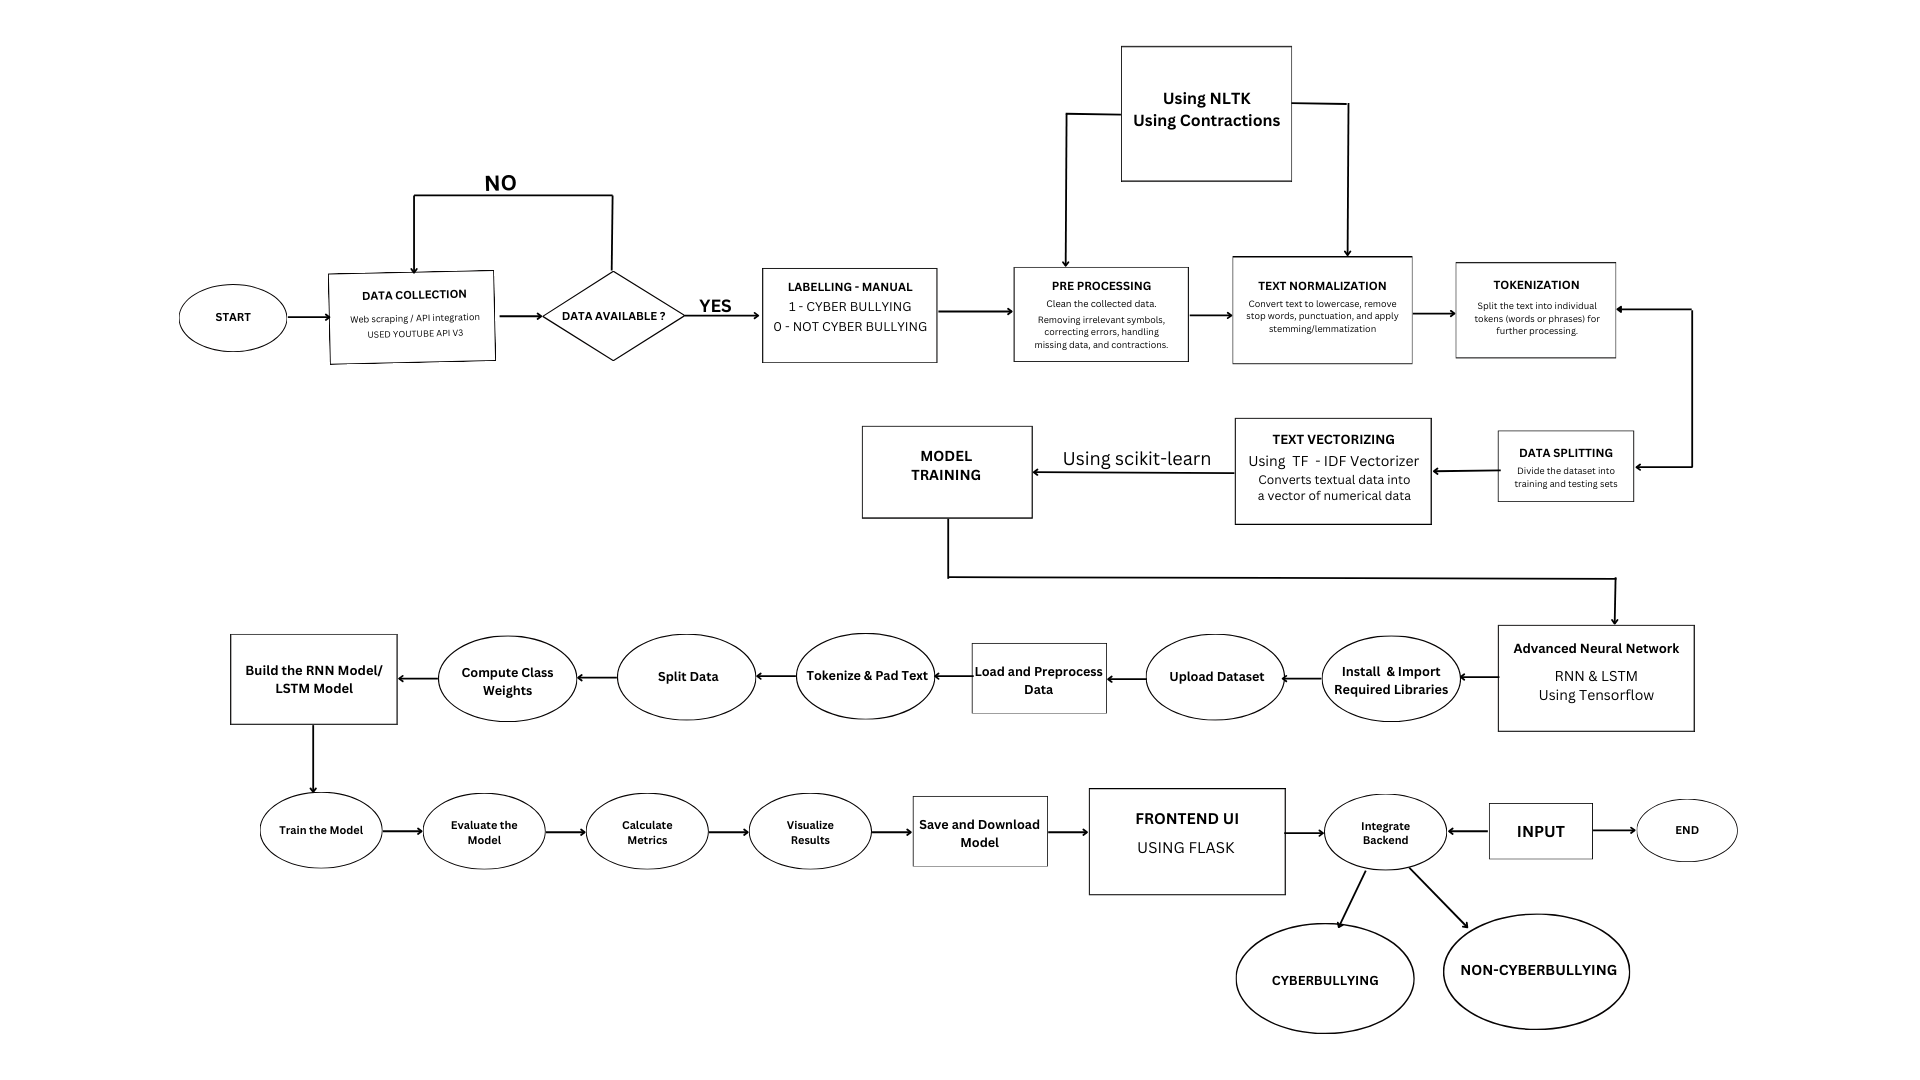 Using NLTK
Using Contractions
NO
START
DATA COLLECTION
Web scraping / API integration
USED YOUTUBE API V3
DATA AVAILABLE ?
YES
LABELLING - MANUAL
1 - CYBER BULLYING
0 - NOT CYBER BULLYING
PRE PROCESSING
Clean the collected data.
Removing irrelevant symbols,
correcting errors, handling
missing data, and contractions.
TEXT NORMALIZATION
Convert text to lowercase, remove
stop words, punctuation, and apply
stemming/lemmatization
TOKENIZATION
Split the text into individual
tokens (words or phrases) for
further processing.
MODEL
TRAINING
Using scikit-learn
TEXT VECTORIZING
Using TF - IDF Vectorizer
Converts textual data into
a vector of numerical data
DATA SPLITTING
Divide the dataset into
training and testing sets
Build the RNN Model/
LSTM Model
Compute Class
Weights
Split Data
Tokenize & Pad Text
Load and Preprocess
Data
Upload Dataset
Install & Import
Required Libraries
Advanced Neural Network
RNN & LSTM
Using Tensorflow
Train the Model
Evaluate the
Model
Calculate
Metrics
Visualize
Results
Save and Download
Model
FRONTEND UI
USING FLASK
Integrate
Backend
INPUT
END
CYBERBULLYING
NON-CYBERBULLYING